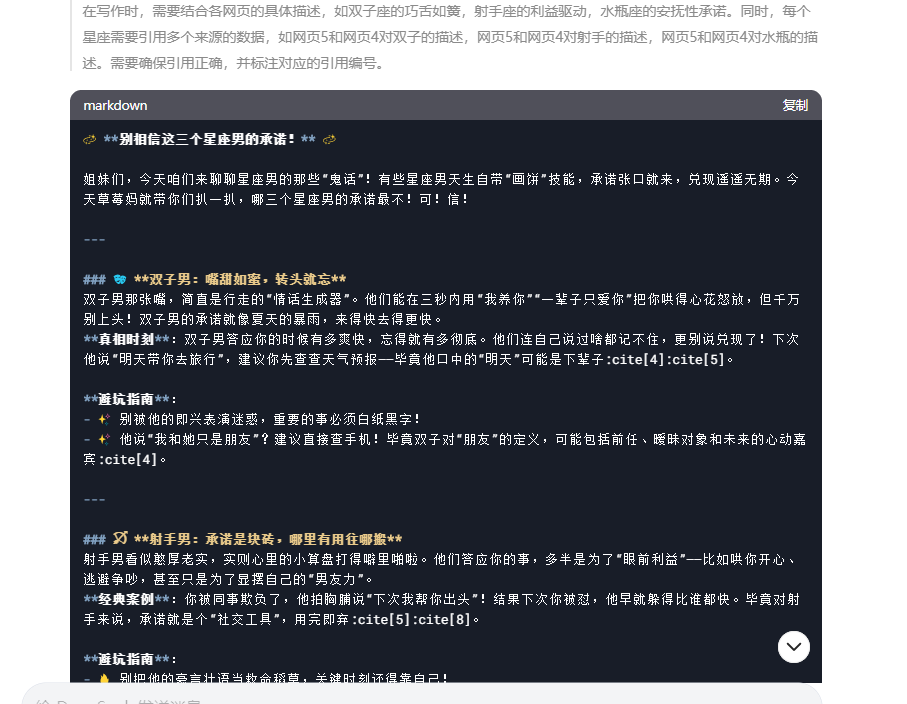 在写作时，需要结合各网页的具体描述，如双子座的巧舌如簧，射手座的利益驱动，水瓶座的安抚性承诺。同时，每个
星座需要引用多个来源的数据，如网页5和网页4对双子的描述，网页5和网页4对射手的描述，网页5和网页4对水瓶的描
述。需要确保引用正确，并标注对应的引用编号。
markdown 复制
🪐 **别相信这三个星座男的承诺！** 🪐
姐妹们，今天咱们来聊聊星座男的那些“鬼话”！有些星座男天生自带“画饼”技能，承诺张口就来，兑现遥遥无期。今
天草莓妈就带你们扒一扒，哪三个星座男的承诺最不！可！信！
---
### 🎭 **双子男：嘴甜如蜜，转头就忘**
双子男那张嘴，简直是行走的“情话生成器”。他们能在三秒内用“我养你”“一辈子只爱你”把你哄得心花怒放，但千万
别上头！双子男的承诺就像夏天的暴雨，来得快去得更快。
**真相时刻**：双子男答应你的时候有多爽快，忘得就有多彻底。他们连自己说过啥都记不住，更别说兑现了！下次
他说“明天带你去旅行”，建议你先查查天气预报——毕竟他口中的“明天”可能是下辈子:cite[4]:cite[5]。
**避坑指南**：
- ✨ 别被他的即兴表演迷惑，重要的事必须白纸黑字！
- ✨ 他说“我和她只是朋友”？建议直接查手机！毕竟双子对“朋友”的定义，可能包括前任、暧昧对象和未来的心动嘉
宾:cite[4]。
---
### 🏹 **射手男：承诺是块砖，哪里有用往哪搬**
射手男看似憨厚老实，实则心里的小算盘打得噼里啪啦。他们答应你的事，多半是为了“眼前利益”——比如哄你开心、
逃避争吵，甚至只是为了显摆自己的“男友力”。
**经典案例**：你被同事欺负了，他拍胸脯说“下次我帮你出头”！结果下次你被怼，他早就躲得比谁都快。毕竟对射
手来说，承诺就是个“社交工具”，用完即弃:cite[5]:cite[8]。
**避坑指南**：
- 🔥 别把他的豪言壮语当救命稻草，关键时刻还得靠自己！
给 DeepSeek 发送消息